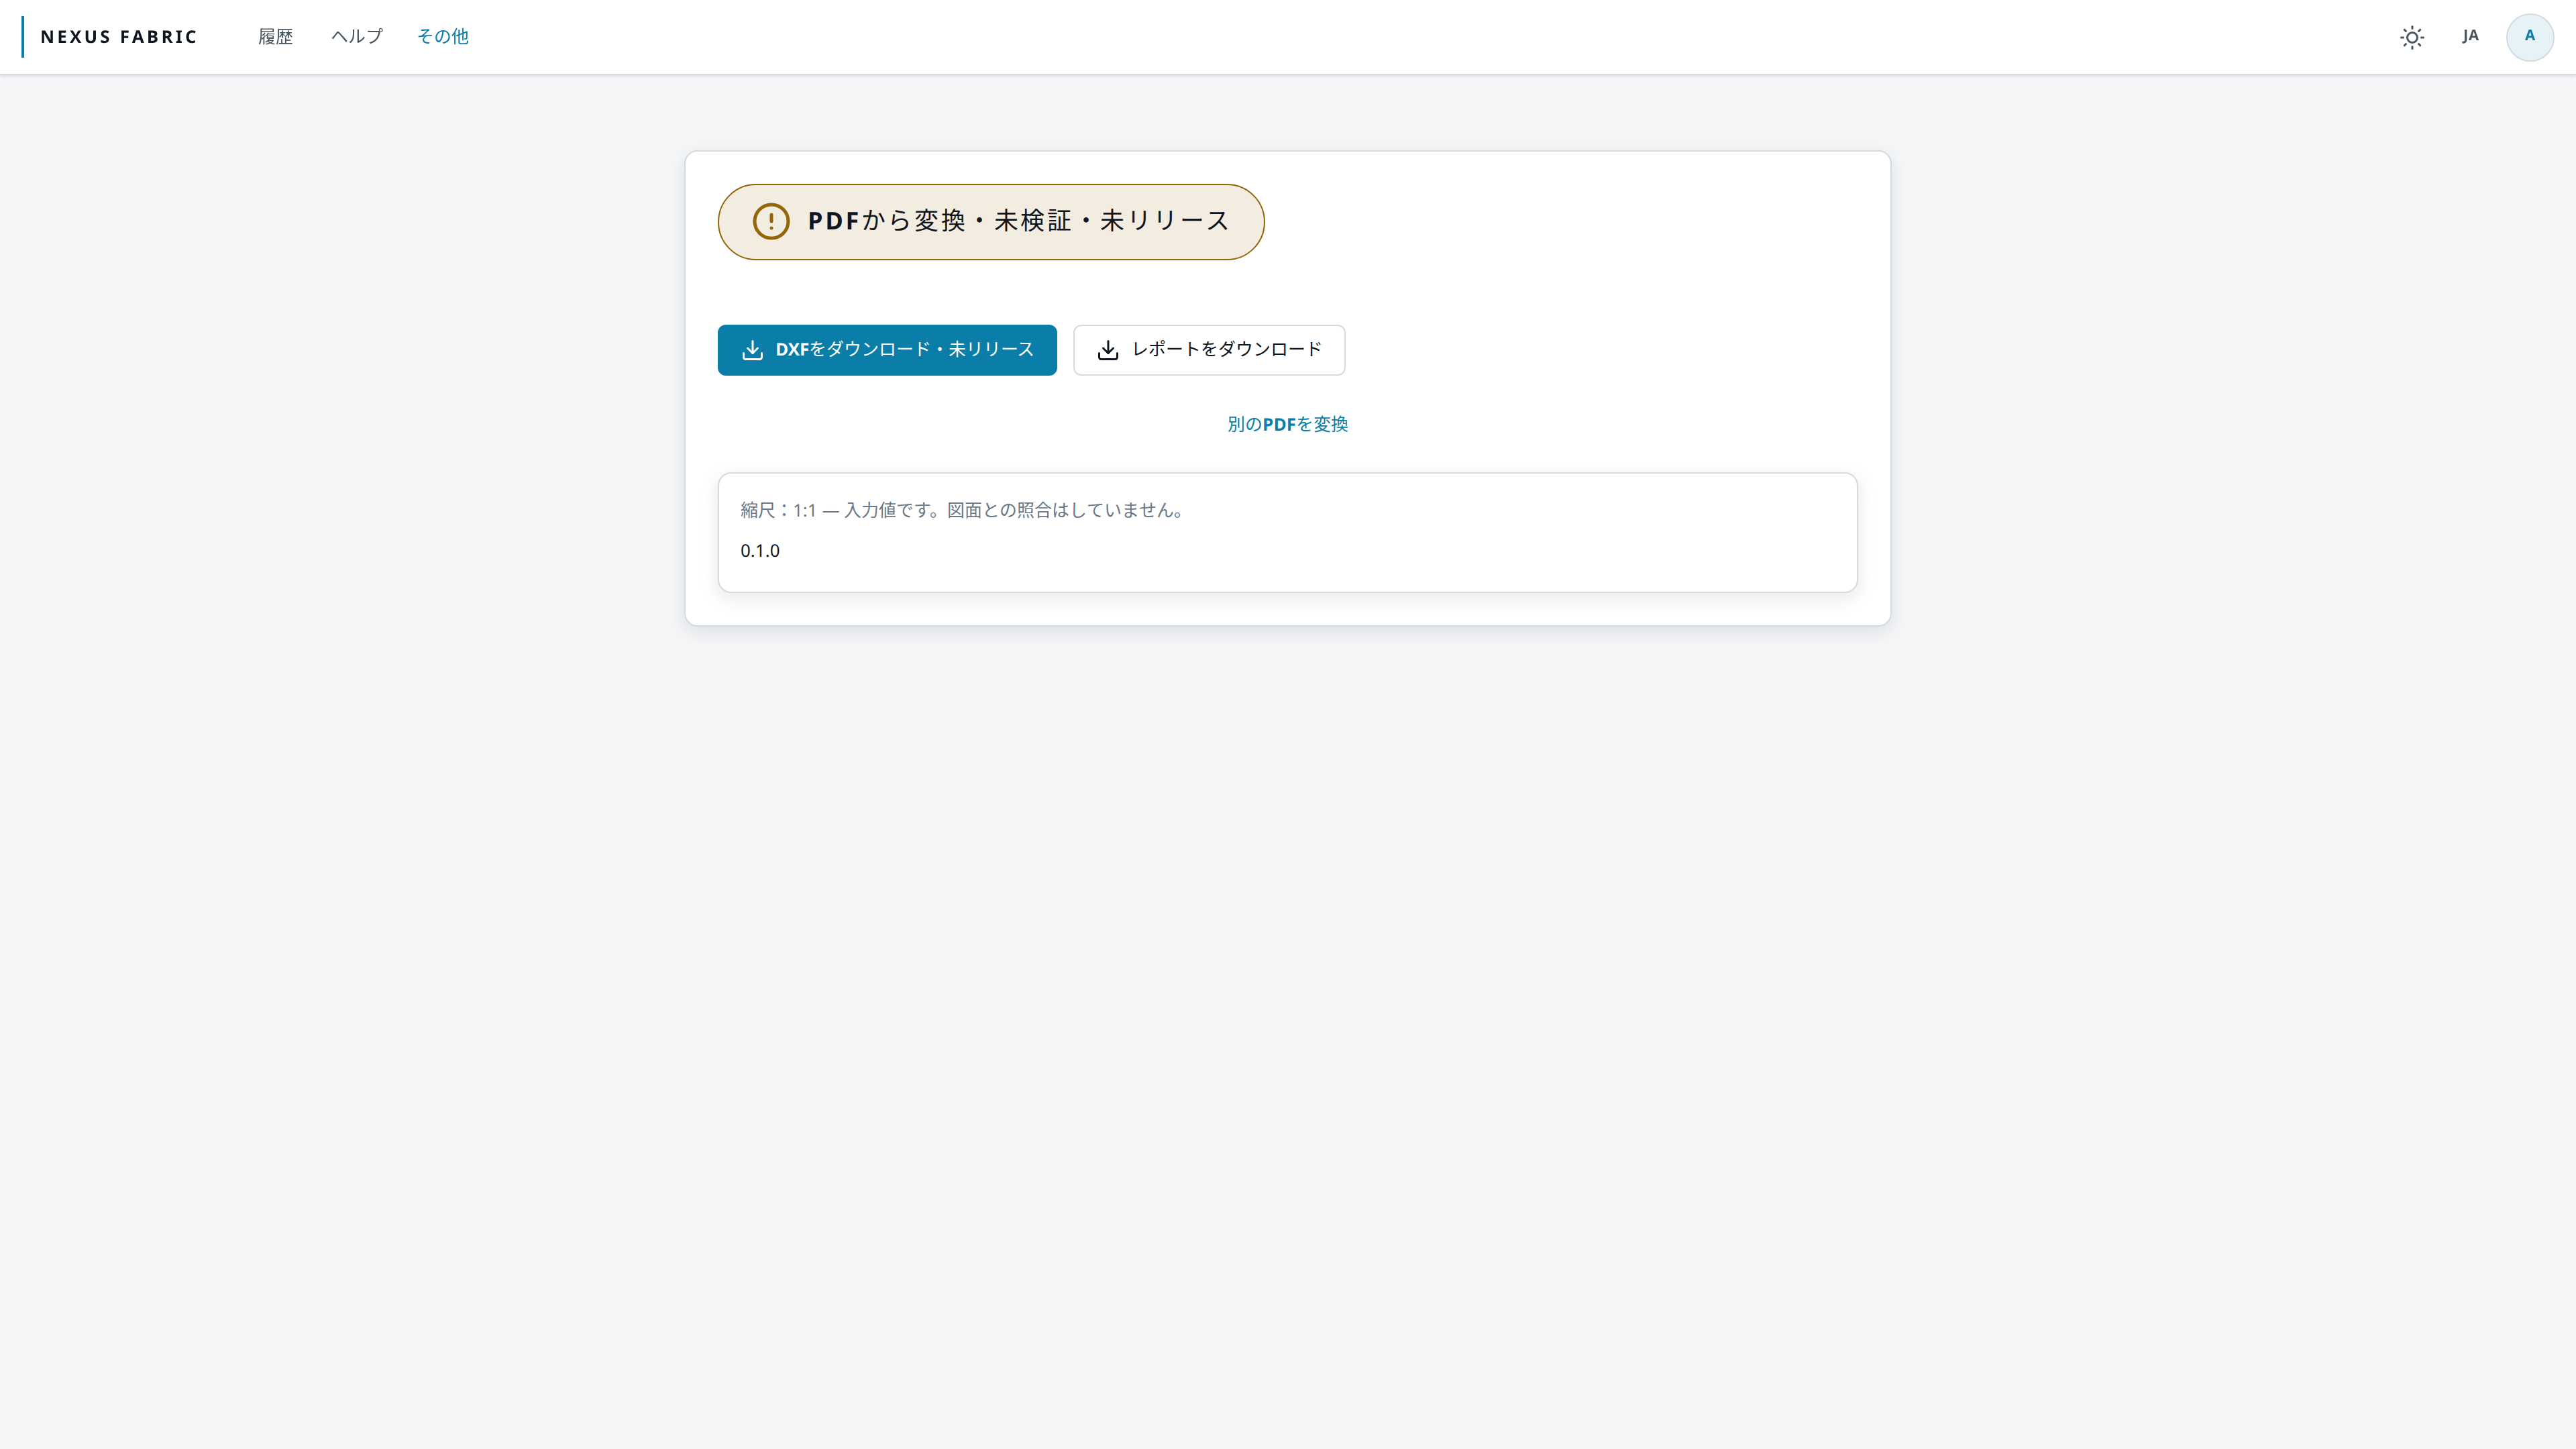 NEXUS FABRIC 履歴 ヘルプ その他 JA A
PDFから変換・未検証・未リリース
DXFをダウンロード・未リリース レポートをダウンロード
別のPDFを変換
縮尺：1:1 — 入力値です。図面との照合はしていません。
0.1.0